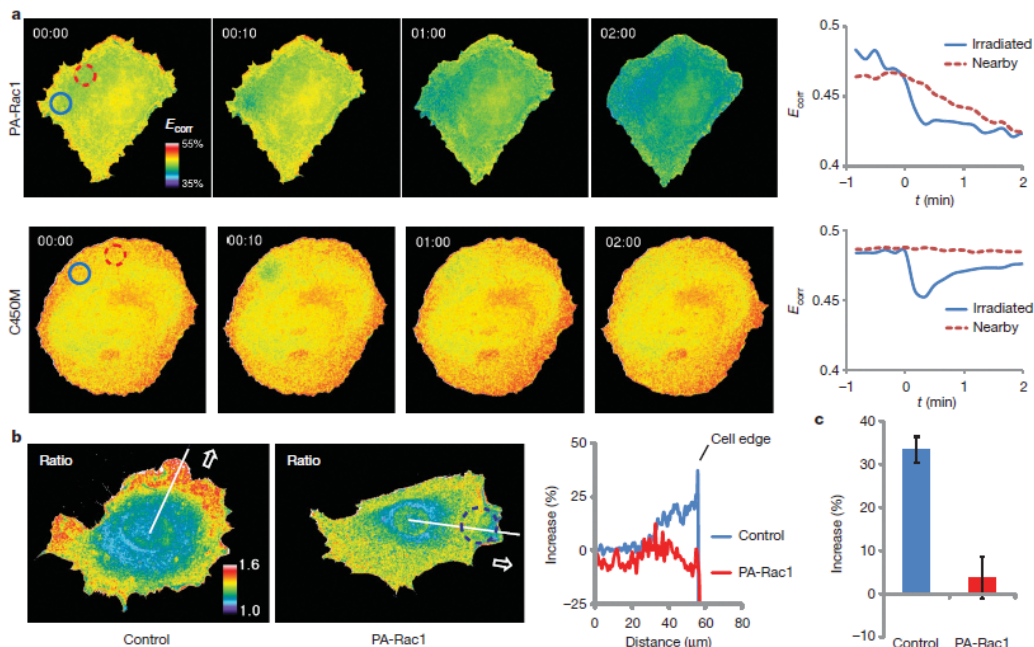 a
PA-Rac1
00:00
00:10
01:00
02:00
E corr
55%
35%
0.5
0.45
0.4
E corr
Irradiated
Nearby
−1 0 1 2
t (min)
C450M
00:00
00:10
01:00
02:00
0.5
0.45
0.4
E corr
Irradiated
Nearby
−1 0 1 2
t (min)
b
Ratio
1.6
1.0
Control
Ratio
PA-Rac1
50
25
0
−25
Increase (%)
Cell edge
Control
PA-Rac1
0 20 40 60 80
Distance (μm)
c
40
30
20
10
0
−10
Increase (%)
Control PA-Rac1